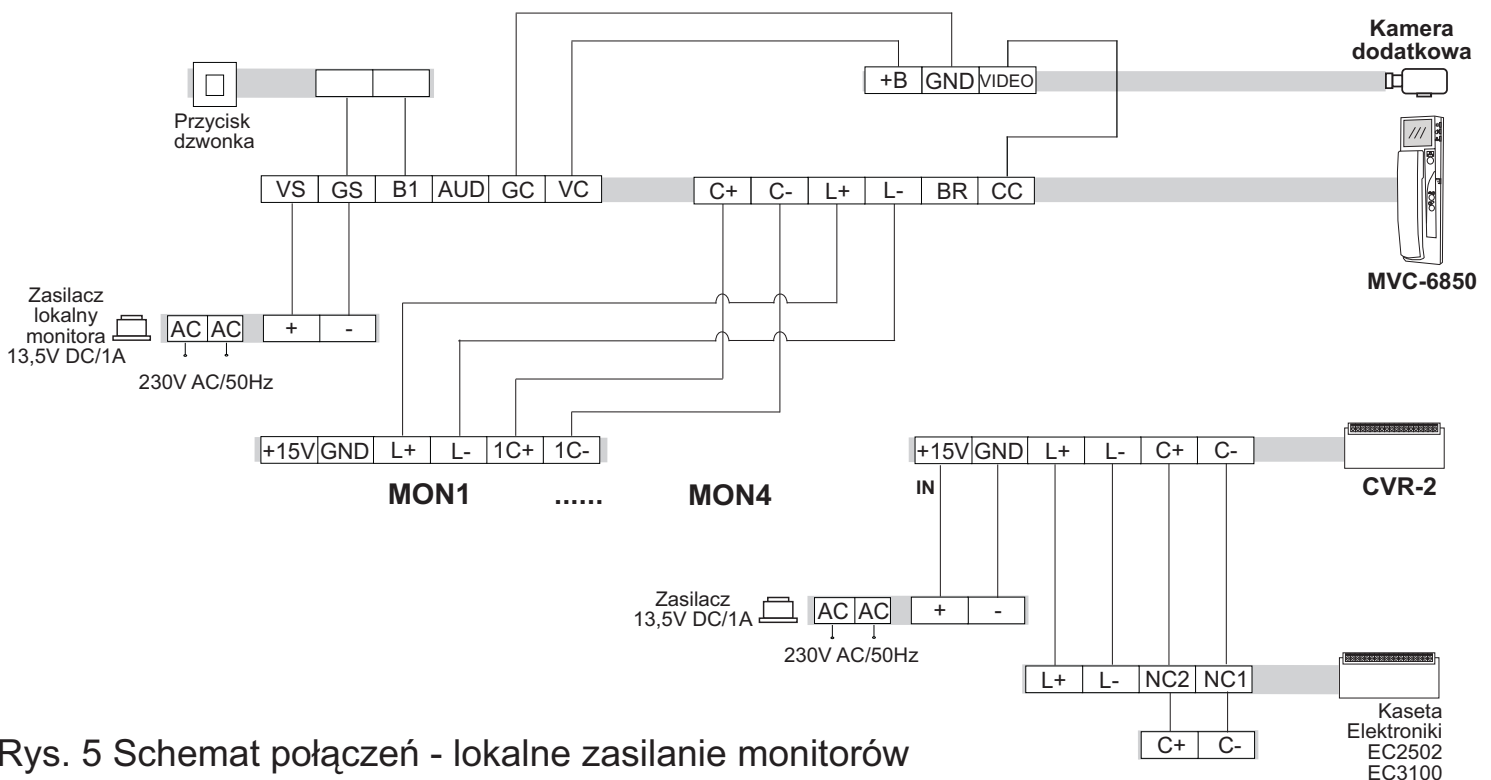 Kamera
dodatkowa
+B GND VIDEO
Przycisk
dzwonka
VS GS B1 AUD GC VC
C+ C- L+ L- BR CC
MVC-6850
Zasilacz
lokalny
monitora
13,5V DC/1A
AC AC + -
230V AC/50Hz
+15V GND L+ L- 1C+ 1C-
MON1 ...... MON4
+15V GND L+ L- C+ C-
IN
CVR-2
Zasilacz
13,5V DC/1A
AC AC + -
230V AC/50Hz
L+ L- NC2 NC1
C+ C-
Kaseta
Elektroniki
EC2502
EC3100
Rys. 5 Schemat połączeń - lokalne zasilanie monitorów